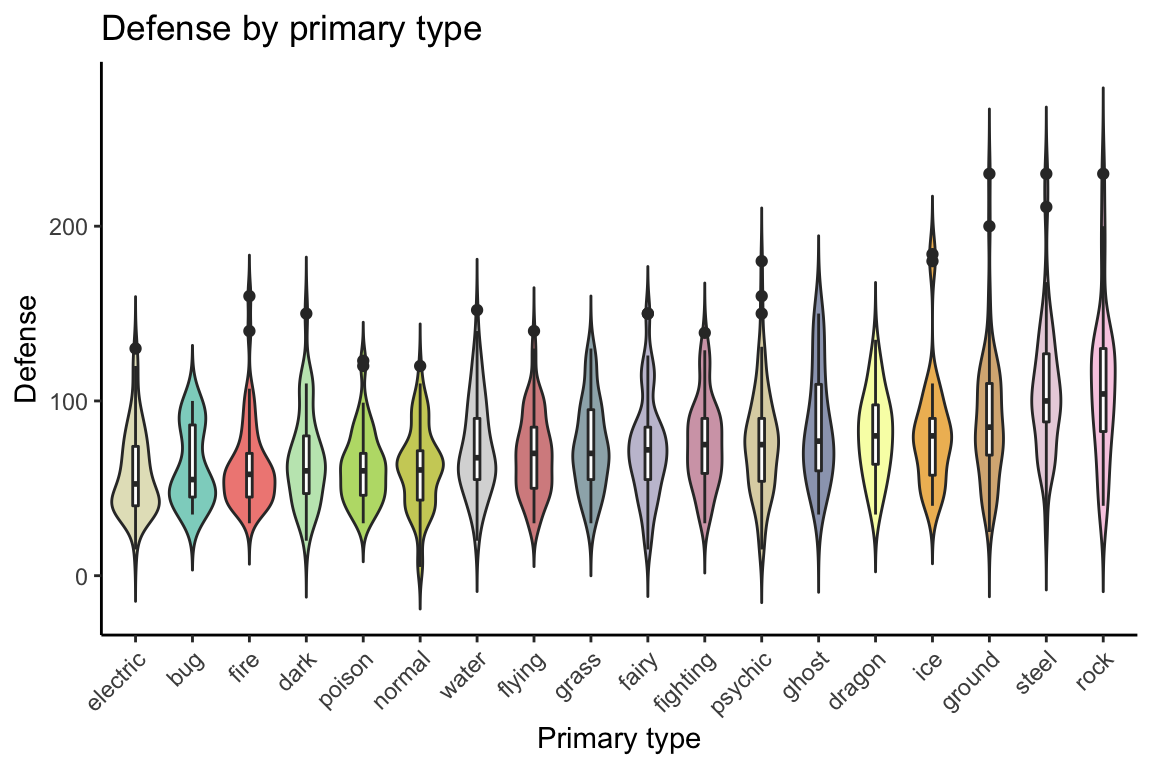 Defense by primary type
Defense
200
100
0
electric
bug
fire
dark
poison
normal
water
flying
grass
fairy
fighting
psychic
ghost
dragon
ice
ground
steel
rock
Primary type